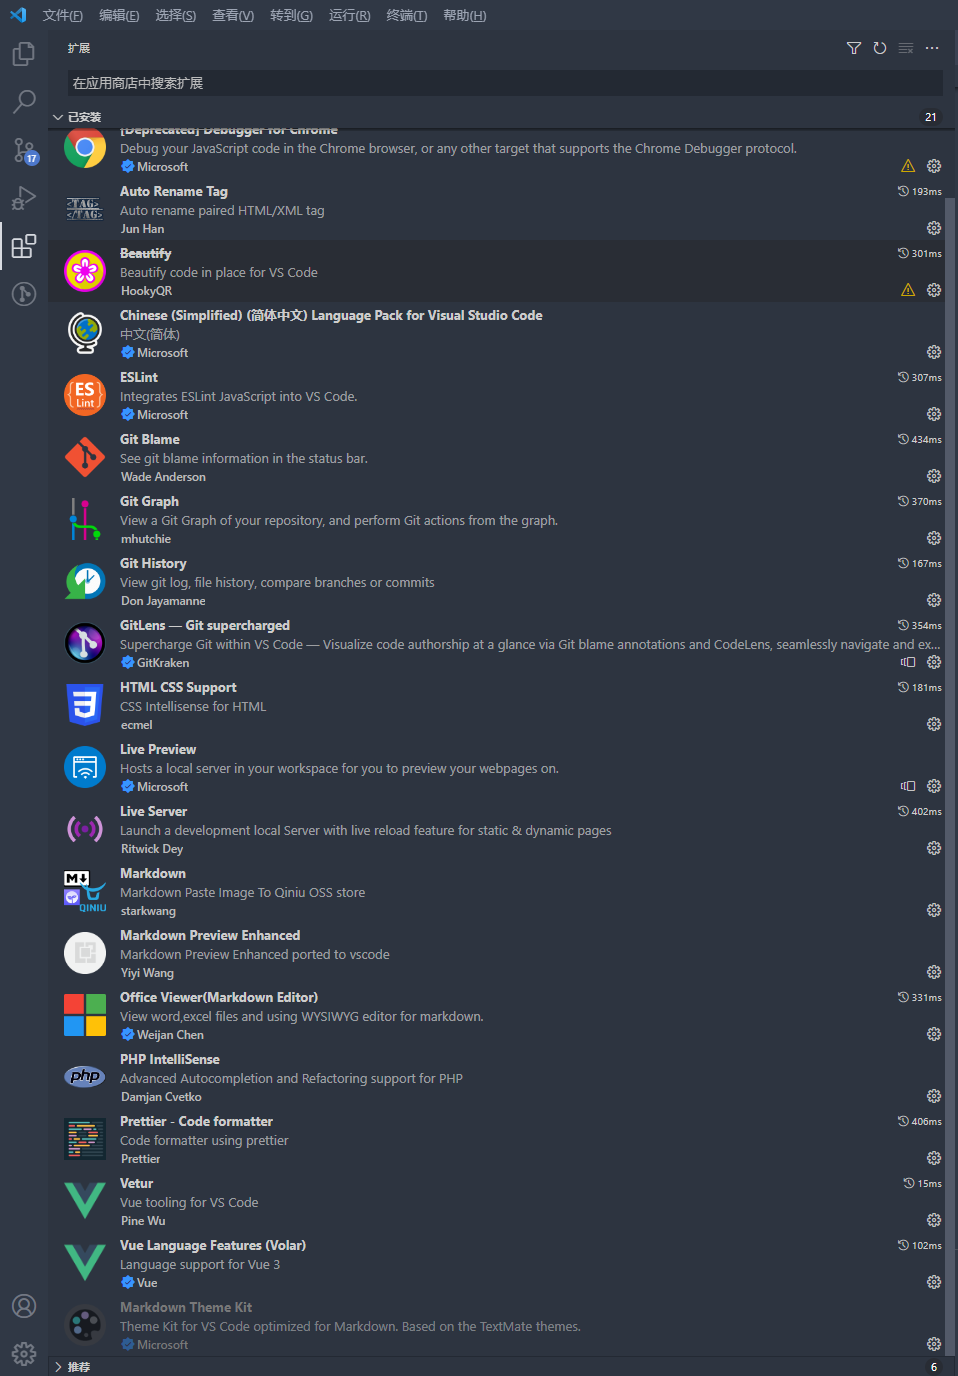 文件(F) 编辑(E) 选择(S) 查看(V) 转到(G) 运行(R) 终端(T) 帮助(H)
扩展
在应用商店中搜索扩展
已安装 21
[Deprecated] Debugger for Chrome
Debug your JavaScript code in the Chrome browser, or any other target that supports the Chrome Debugger protocol.
Microsoft
17
Auto Rename Tag 193ms
<TAG>
</TAG>
Auto rename paired HTML/XML tag
Jun Han
Beautify 301ms
Beautify code in place for VS Code
HookyQR
Chinese (Simplified) (简体中文) Language Pack for Visual Studio Code
中文(简体)
Microsoft
ESLint 307ms
ES
Lint
Integrates ESLint JavaScript into VS Code.
Microsoft
Git Blame 434ms
See git blame information in the status bar.
Wade Anderson
Git Graph 370ms
View a Git Graph of your repository, and perform Git actions from the graph.
mhutchie
Git History 167ms
View git log, file history, compare branches or commits
Don Jayamanne
GitLens — Git supercharged 354ms
Supercharge Git within VS Code — Visualize code authorship at a glance via Git blame annotations and CodeLens, seamlessly navigate and ex...
GitKraken
HTML CSS Support 181ms
3
CSS Intellisense for HTML
ecmel
Live Preview
Hosts a local server in your workspace for you to preview your webpages on.
Microsoft
Live Server 402ms
Launch a development local Server with live reload feature for static & dynamic pages
Ritwick Dey
Markdown
M
Markdown Paste Image To Qiniu OSS store
QINIU
starkwang
Markdown Preview Enhanced
Markdown Preview Enhanced ported to vscode
Yiyi Wang
Office Viewer(Markdown Editor) 331ms
View word,excel files and using WYSIWYG editor for markdown.
Weijan Chen
PHP IntelliSense
php
Advanced Autocompletion and Refactoring support for PHP
Damjan Cvetko
Prettier - Code formatter 406ms
Code formatter using prettier
Prettier
Vetur 15ms
Vue tooling for VS Code
Pine Wu
Vue Language Features (Volar) 102ms
Language support for Vue 3
Vue
Markdown Theme Kit
Theme Kit for VS Code optimized for Markdown. Based on the TextMate themes.
Microsoft
推荐 6